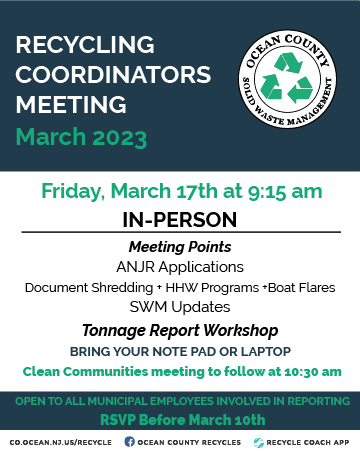 RECYCLING
COORDINATORS
MEETING
March 2023
OCEAN COUNTY
SOLID WASTE MANAGEMENT
Friday, March 17th at 9:15 am
IN-PERSON
Meeting Points
ANJR Applications
Document Shredding + HHW Programs +Boat Flares
SWM Updates
Tonnage Report Workshop
BRING YOUR NOTE PAD OR LAPTOP
Clean Communities meeting to follow at 10:30 am
OPEN TO ALL MUNICIPAL EMPLOYEES INVOLVED IN REPORTING
RSVP Before March 10th
CO.OCEAN.NJ.US/RECYCLE OCEAN COUNTY RECYCLES RECYCLE COACH APP